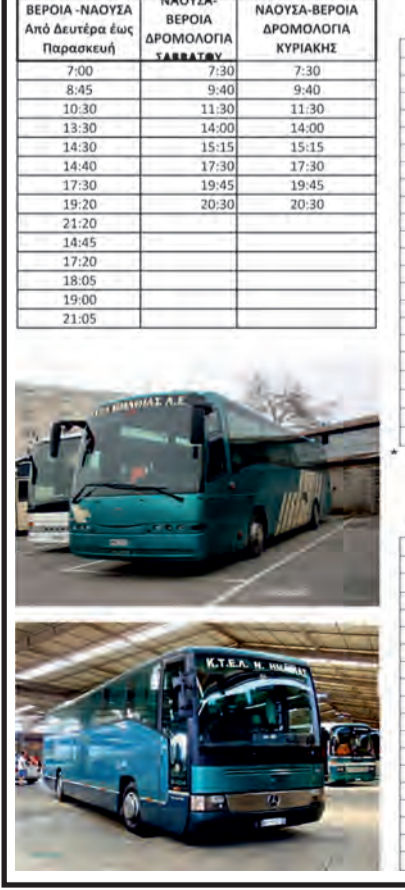 ΒΕΡΟΙΑ -ΝΑΟΥΣΑ Από Δευτέρα έως Παρασκευή | ΝΑΟΥΣΑ- ΒΕΡΟΙΑ ΔΡΟΜΟΛΟΓΙΑ ΣΑΒΒΑΤΟΥ | ΝΑΟΥΣΑ-ΒΕΡΟΙΑ ΔΡΟΜΟΛΟΓΙΑ ΚΥΡΙΑΚΗΣ
7:00 | 7:30 | 7:30
8:45 | 9:40 | 9:40
10:30 | 11:30 | 11:30
13:30 | 14:00 | 14:00
14:30 | 15:15 | 15:15
14:40 | 17:30 | 17:30
17:30 | 19:45 | 19:45
19:20 | 20:30 | 20:30
21:20
14:45
17:20
18:05
19:00
21:05
*
ΗΜΑΘΙΑΣ Α.Ε
Κ.Τ.Ε.Λ. Ν. ΗΜΑΘΙΑΣ